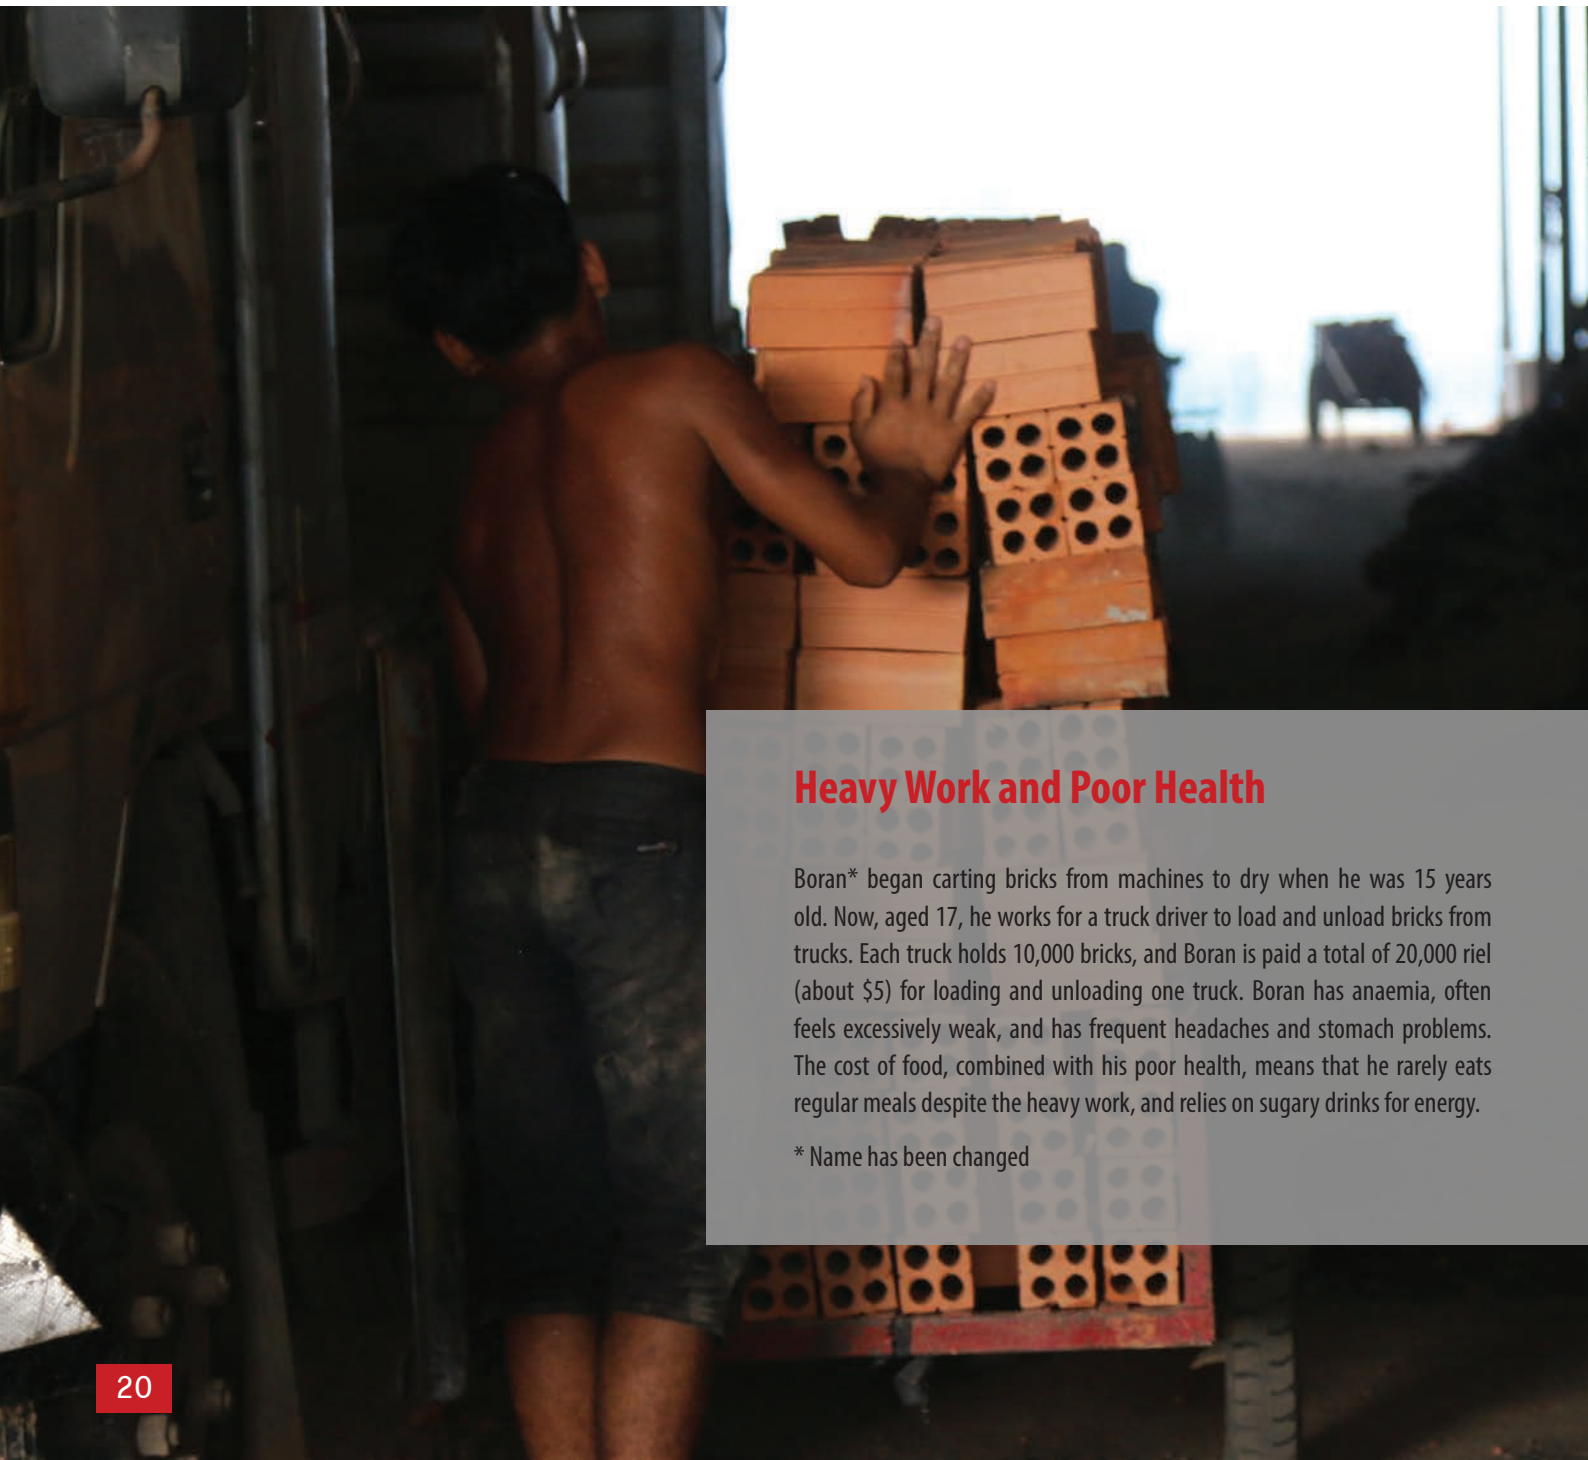 Heavy Work and Poor Health
Boran* began carting bricks from machines to dry when he was 15 years
old. Now, aged 17, he works for a truck driver to load and unload bricks from
trucks. Each truck holds 10,000 bricks, and Boran is paid a total of 20,000 riel
(about $5) for loading and unloading one truck. Boran has anaemia, often
feels excessively weak, and has frequent headaches and stomach problems.
The cost of food, combined with his poor health, means that he rarely eats
regular meals despite the heavy work, and relies on sugary drinks for energy.
* Name has been changed
20